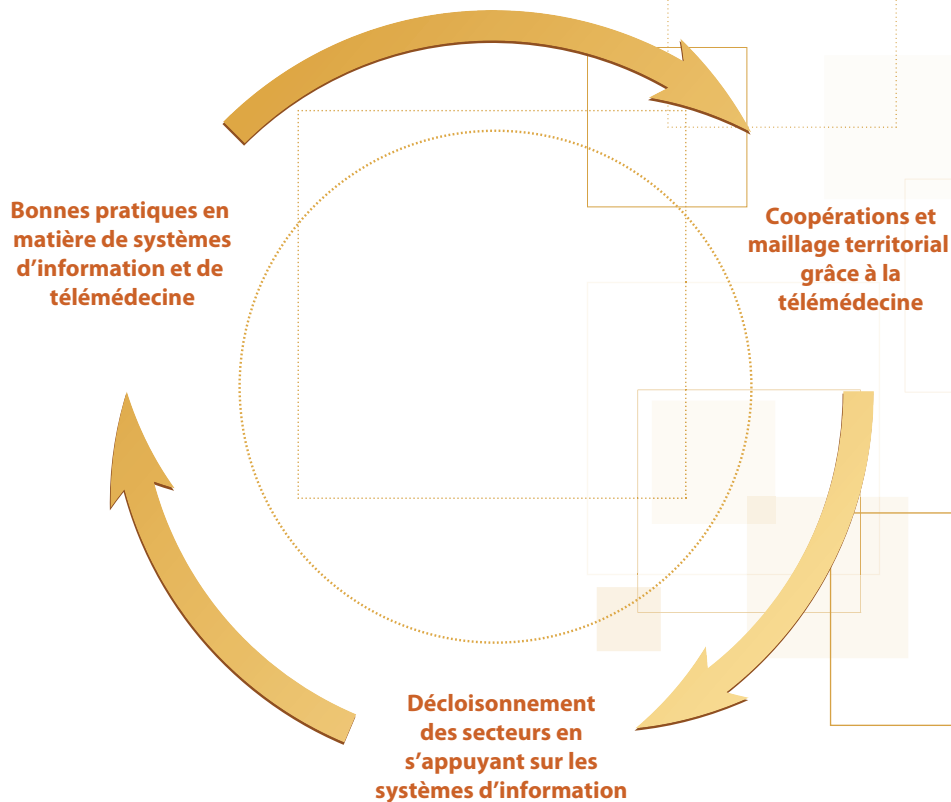 Bonnes pratiques en
matière de systèmes
d’information et de
télémédecine
Coopérations et
maillage territorial
grâce à la
télémédecine
Décloisonnement
des secteurs en
s’appuyant sur les
systèmes d’information